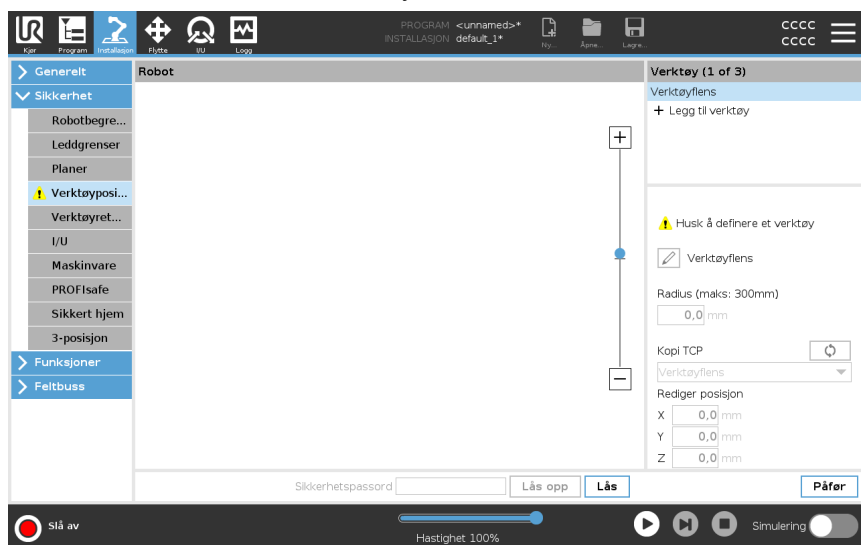 UR
Kjør Program Installasjon Flytte I/U Logg
PROGRAM <unnamed>*
INSTALLASJON default_1*
Ny... Åpne... Lagre...
CCCC
CCCC
Generelt
Sikkerhet
Robotbegre...
Leddgrenser
Planer
Verktøyposi...
Verktøyret...
I/U
Maskinvare
PROFIsafe
Sikkert hjem
3-posisjon
Funksjoner
Feltbuss
Robot
Verktøy (1 of 3)
Verktøyflens
+ Legg til verktøy
Husk å definere et verktøy
Verktøyflens
Radius (maks: 300mm)
0,0 mm
Kopi TCP
Verktøyflens
Rediger posisjon
X 0,0 mm
Y 0,0 mm
Z 0,0 mm
Sikkerhetspassord Lås opp Lås
Påfør
Slå av
Hastighet 100%
Simulering